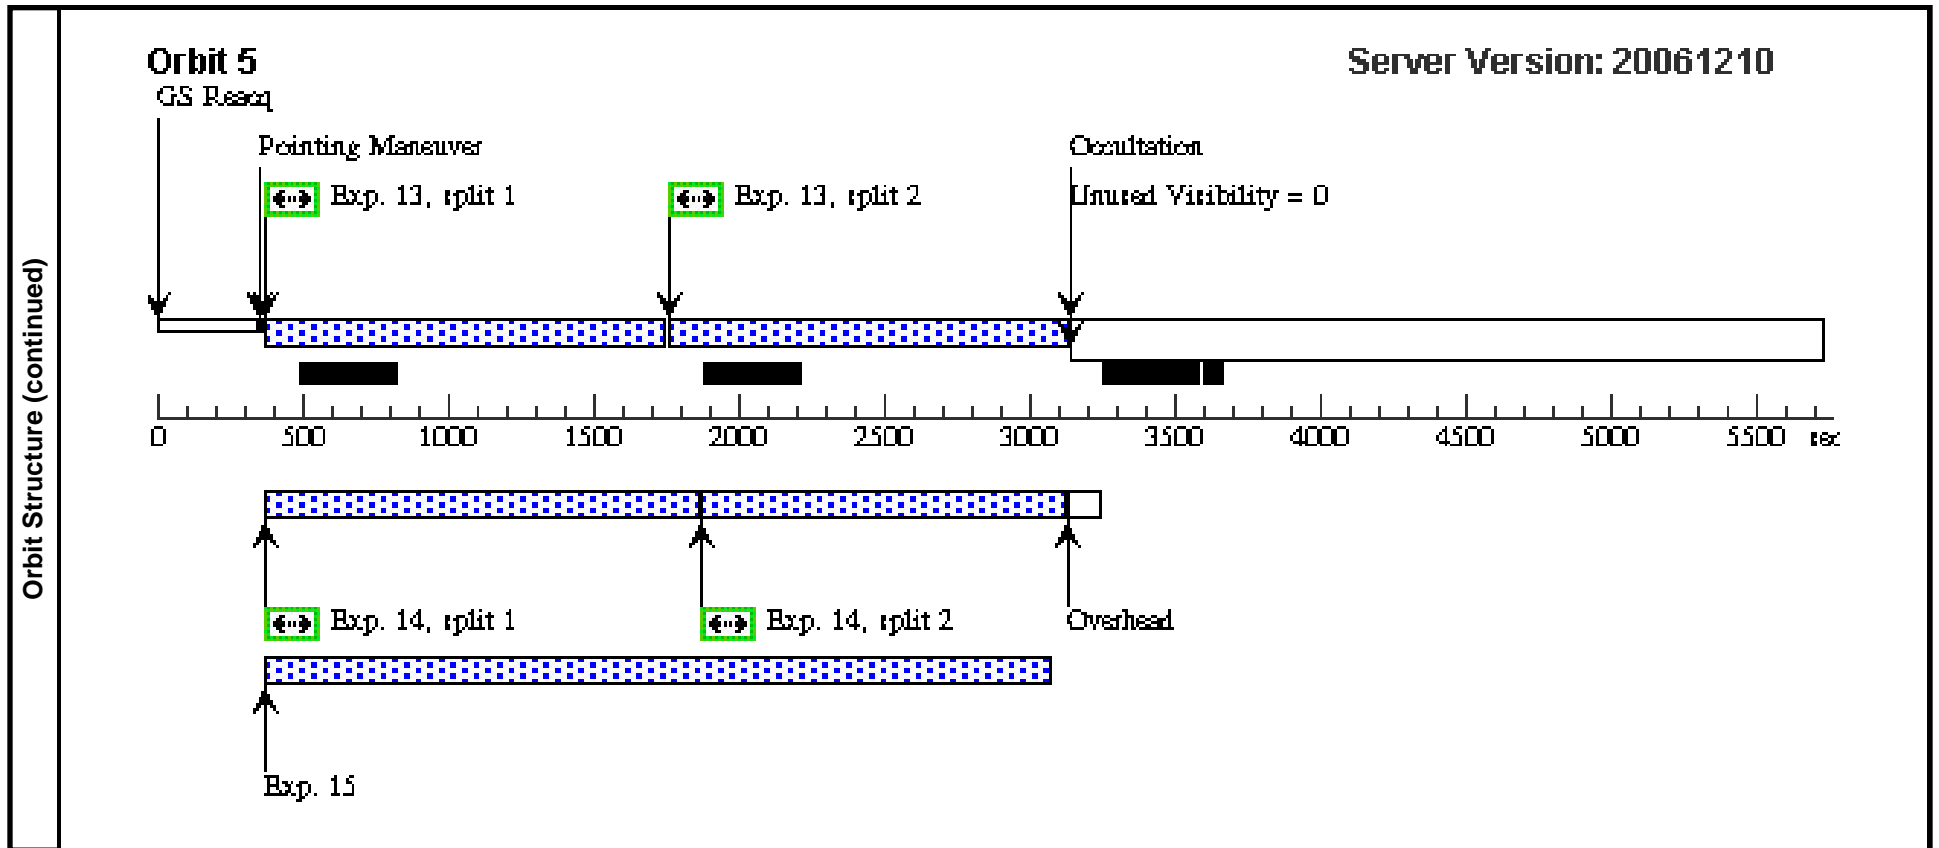 Orbit Structure (continued)
Orbit 5
Server Version: 20061210
GS Reacq
Pointing Maneuver
Occultation
Exp. 13, split 1
Exp. 13, split 2
Unused Visibility = 0
0 500 1000 1500 2000 2500 3000 3500 4000 4500 5000 5500 sec
Exp. 14, split 1
Exp. 14, split 2
Overhead
Exp. 15